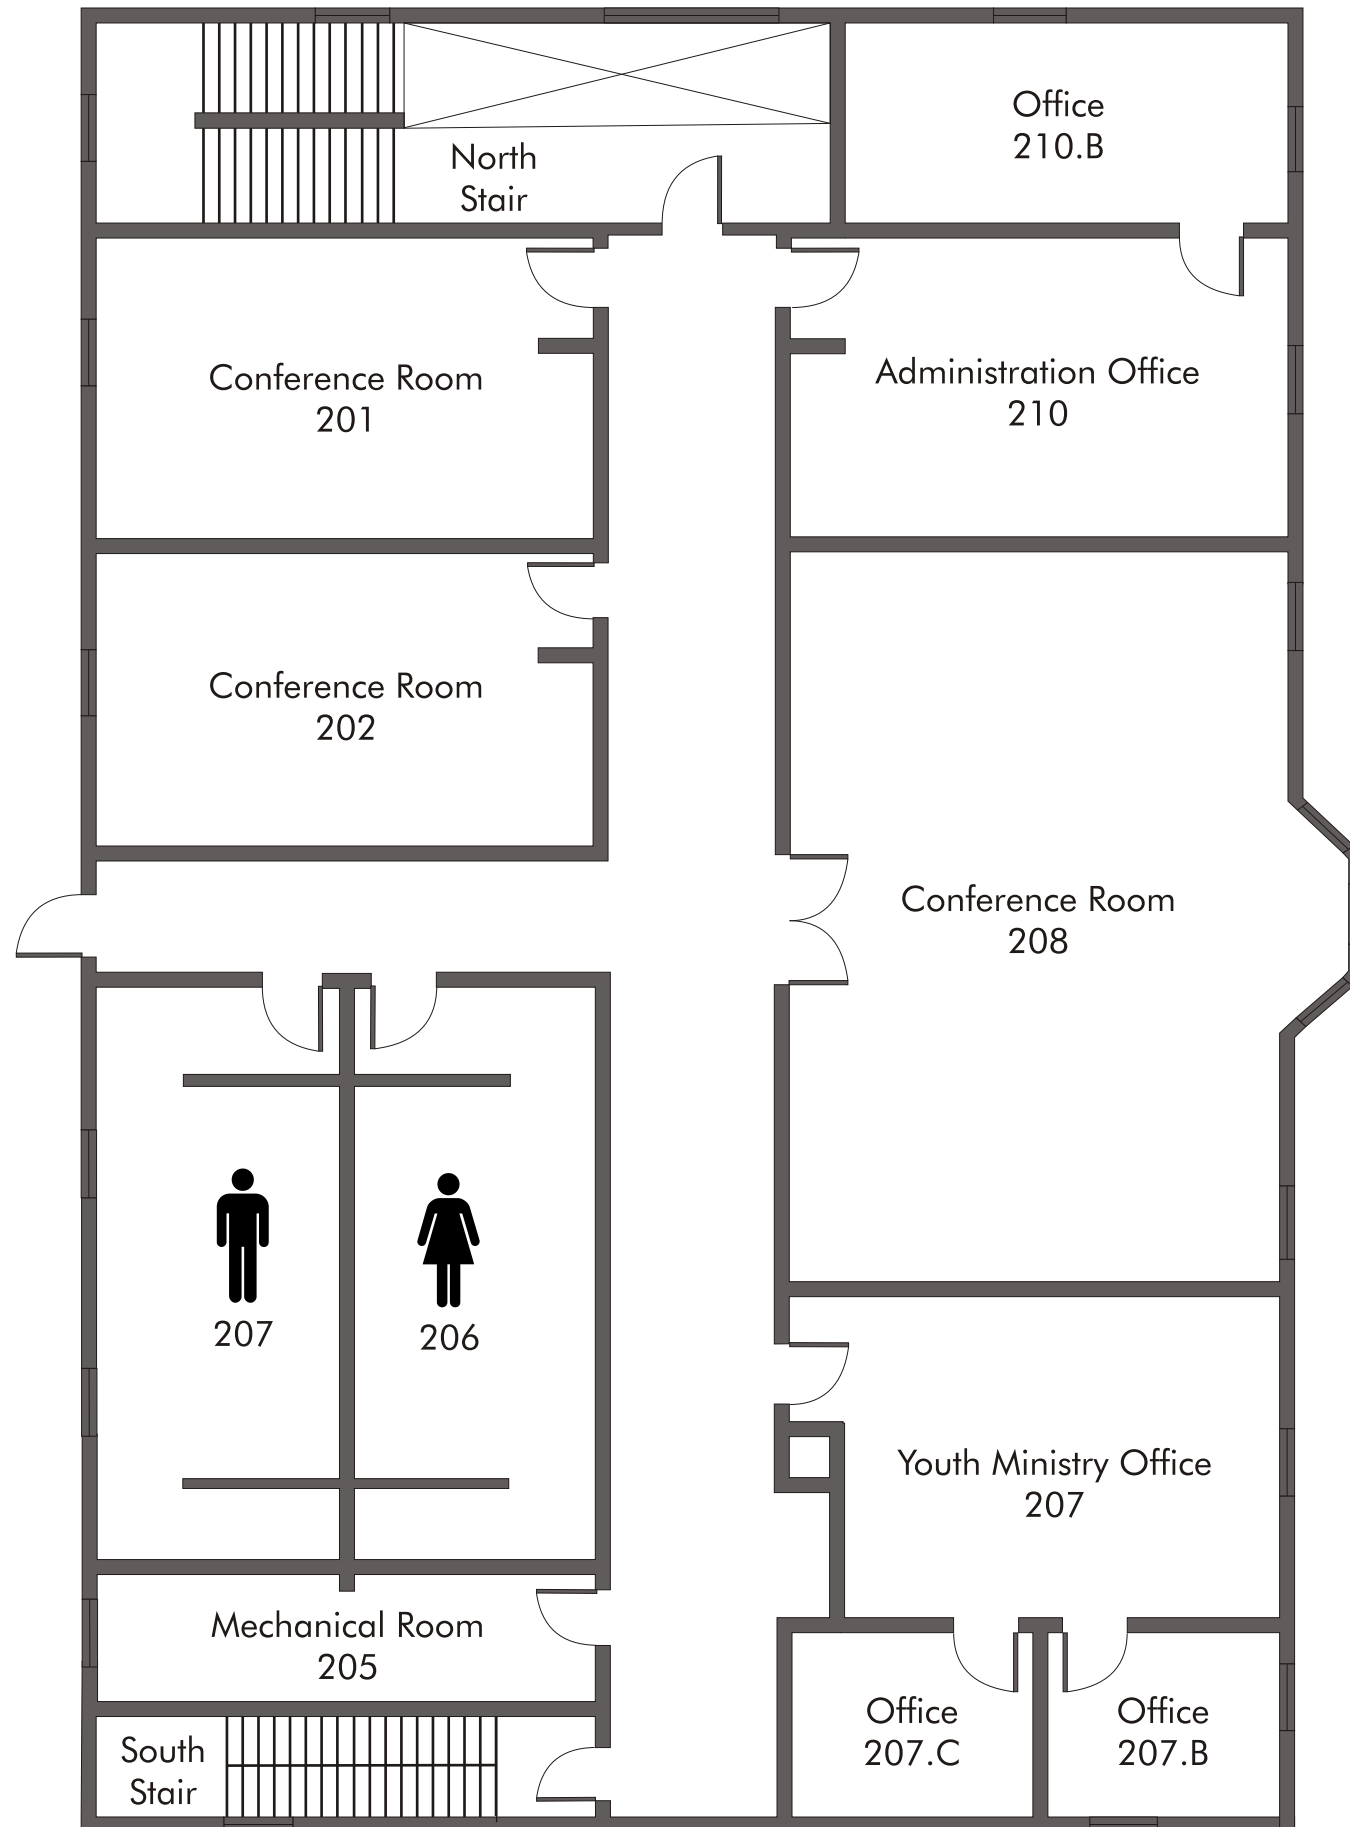 Office
210.B
North
Stair
Conference Room
201
Administration Office
210
Conference Room
202
Conference Room
208
207
206
Youth Ministry Office
207
Mechanical Room
205
Office
207.C
Office
207.B
South
Stair